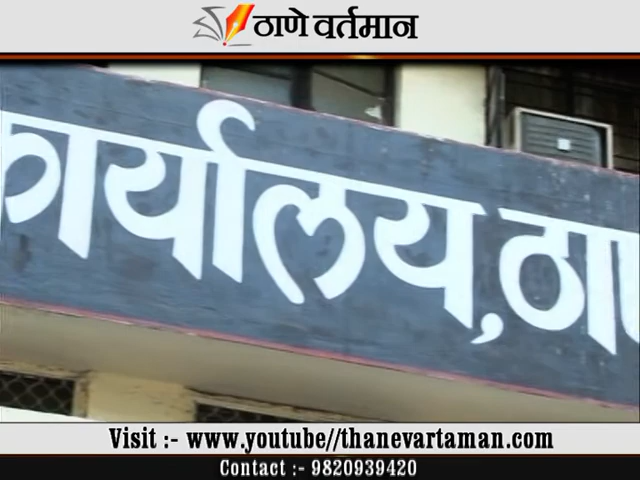 ठाणे वर्तमान
कार्यालय, ठा
Visit :- www.youtube//thanevartaman.com
Contact :- 9820939420